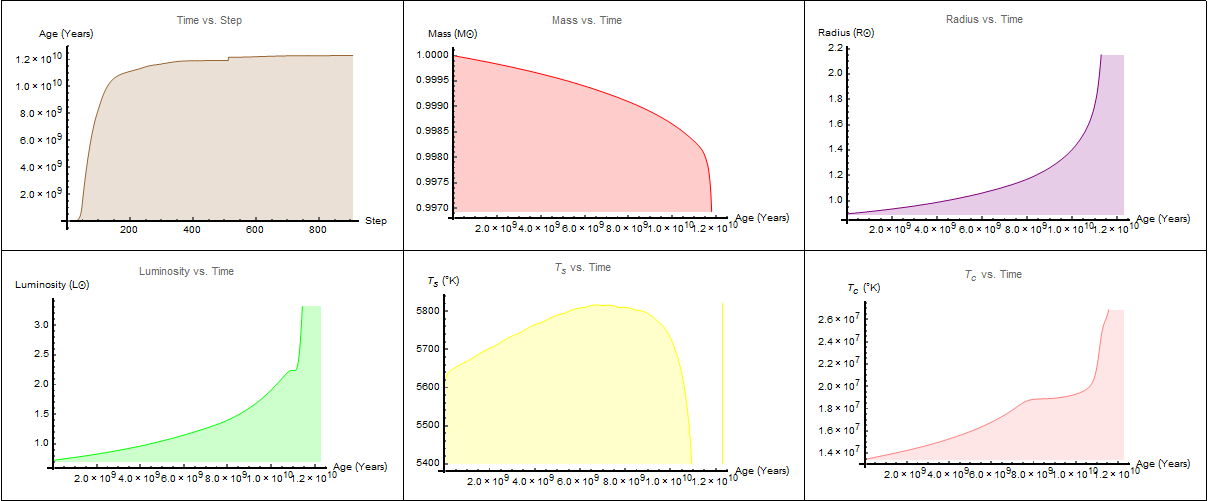 Time vs. Step
Age (Years)
1.2×10^10
1.0×10^10
8.0×10^9
6.0×10^9
4.0×10^9
2.0×10^9
200 400 600 800
Step
Mass vs. Time
Mass (M⊙)
1.0000
0.9995
0.9990
0.9985
0.9980
0.9975
0.9970
2.0×10^9 4.0×10^9 6.0×10^9 8.0×10^9 1.0×10^10 1.2×10^10
Age (Years)
Radius vs. Time
Radius (R⊙)
2.2
2.0
1.8
1.6
1.4
1.2
1.0
2.0×10^9 4.0×10^9 6.0×10^9 8.0×10^9 1.0×10^10 1.2×10^10
Age (Years)
Luminosity vs. Time
Luminosity (L⊙)
3.0
2.5
2.0
1.5
1.0
2.0×10^9 4.0×10^9 6.0×10^9 8.0×10^9 1.0×10^10 1.2×10^10
Age (Years)
T_s vs. Time
T_s (°K)
5800
5700
5600
5500
5400
2.0×10^9 4.0×10^9 6.0×10^9 8.0×10^9 1.0×10^10 1.2×10^10
Age (Years)
T_c vs. Time
T_c (°K)
2.6×10^7
2.4×10^7
2.2×10^7
2.0×10^7
1.8×10^7
1.6×10^7
1.4×10^7
2.0×10^9 4.0×10^9 6.0×10^9 8.0×10^9 1.0×10^10 1.2×10^10
Age (Years)